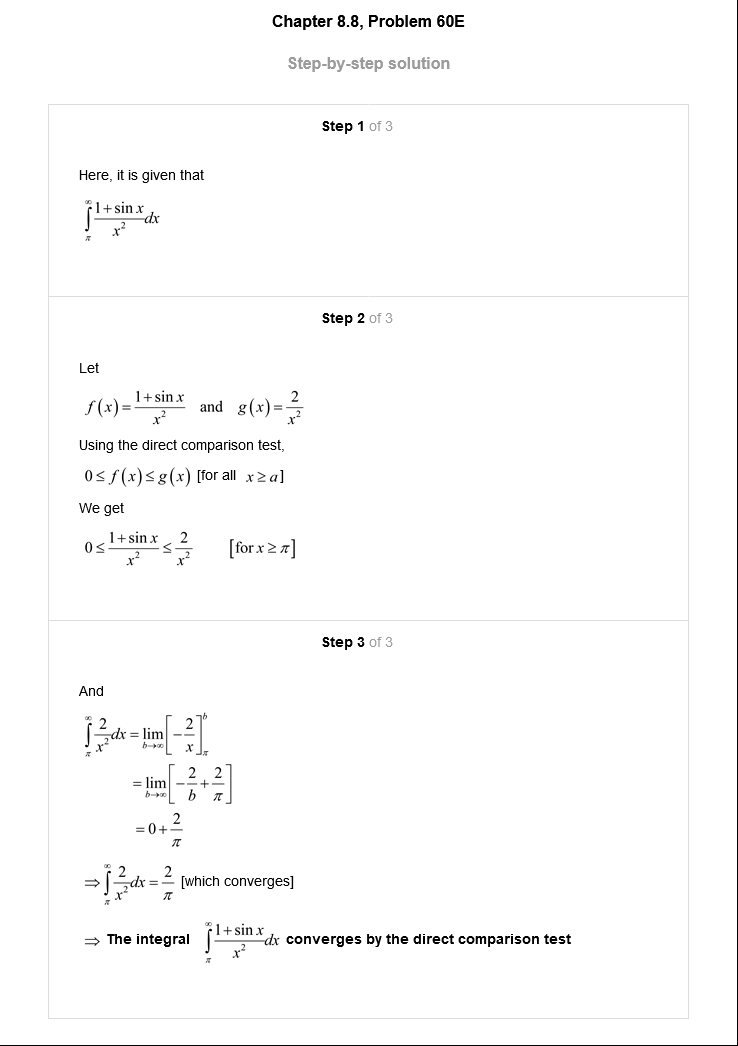 Chapter 8.8, Problem 60E
Step-by-step solution
Step 1 of 3
Here, it is given that
$\int_{\pi}^{\infty} \frac{1+\sin x}{x^2} dx$
Step 2 of 3
Let
$f(x) = \frac{1+\sin x}{x^2}$ and $g(x) = \frac{2}{x^2}$
Using the direct comparison test,
$0 \le f(x) \le g(x)$ [for all $x \ge a$]
We get
$0 \le \frac{1+\sin x}{x^2} \le \frac{2}{x^2}$ [for $x \ge \pi$]
Step 3 of 3
And
$\int_{\pi}^{\infty} \frac{2}{x^2} dx = \lim_{b \to \infty} \left[ -\frac{2}{x} \right]_{\pi}^{b}$
$= \lim_{b \to \infty} \left[ -\frac{2}{b} + \frac{2}{\pi} \right]$
$= 0 + \frac{2}{\pi}$
$\Rightarrow \int_{\pi}^{\infty} \frac{2}{x^2} dx = \frac{2}{\pi}$ [which converges]
$\Rightarrow$ The integral $\int_{\pi}^{\infty} \frac{1+\sin x}{x^2} dx$ converges by the direct comparison test